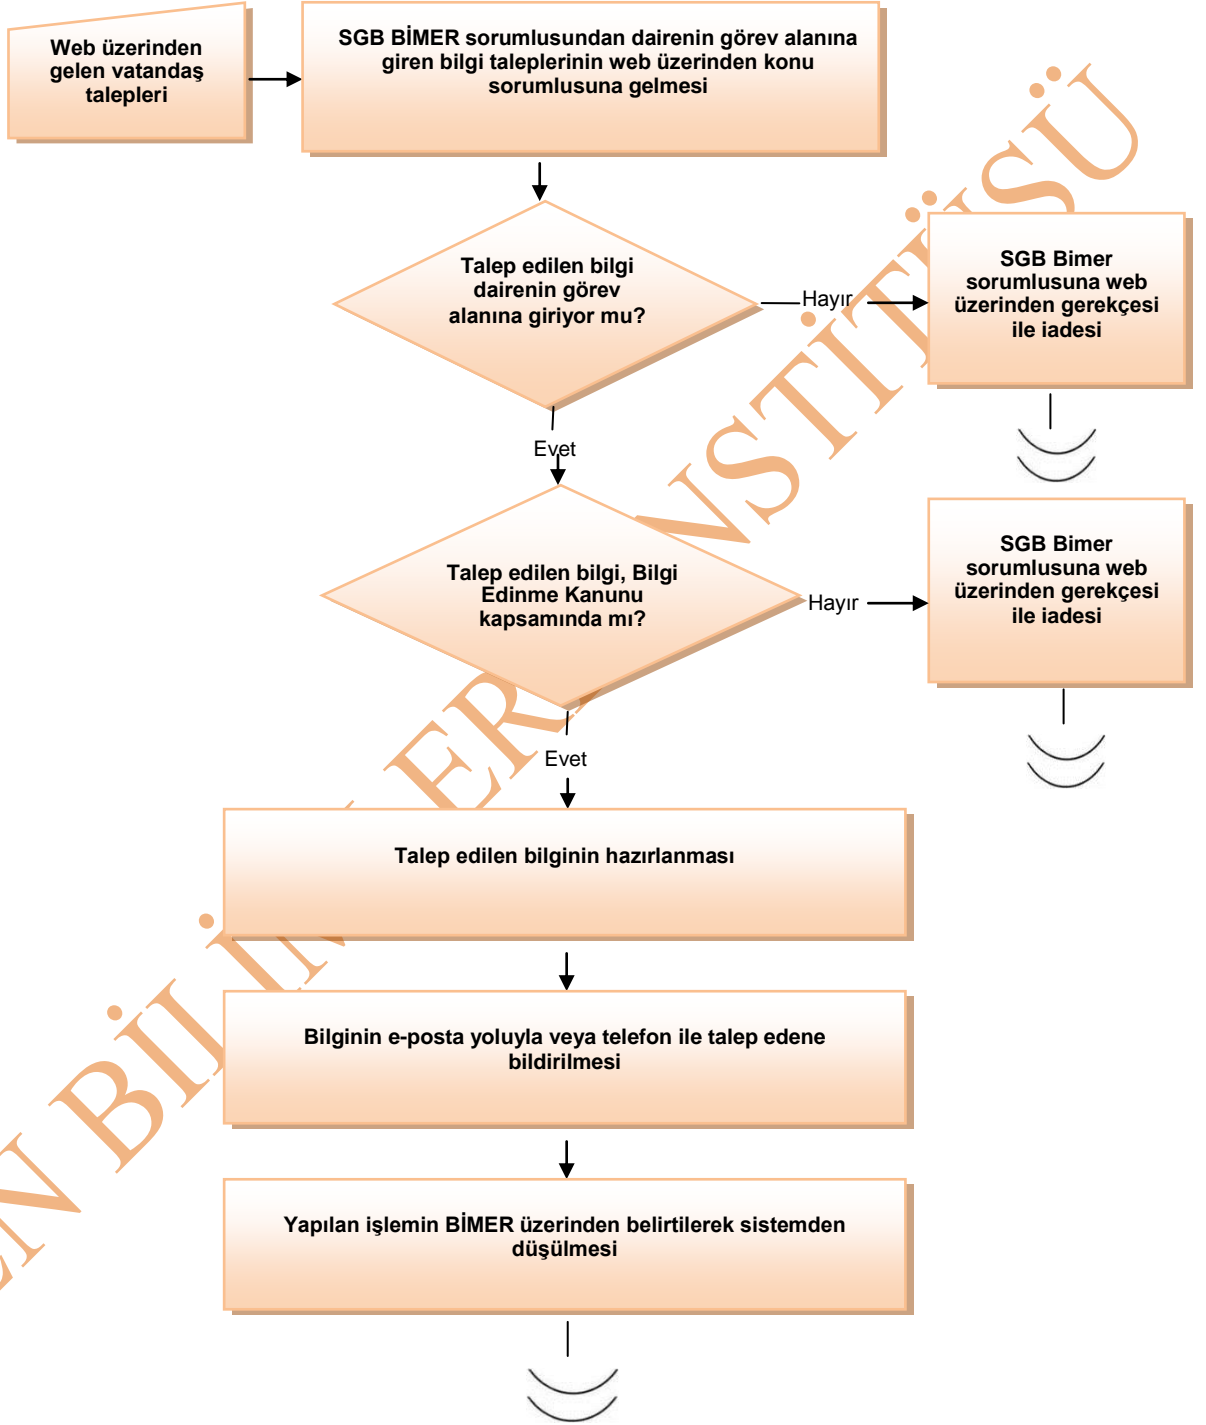 Web üzerinden
gelen vatandaş
talepleri
SGB BİMER sorumlusundan dairenin görev alanına
giren bilgi taleplerinin web üzerinden konu
sorumlusuna gelmesi
Talep edilen bilgi
dairenin görev
alanına giriyor mu?
Hayır
SGB Bimer
sorumlusuna web
üzerinden gerekçesi
ile iadesi
Evet
Talep edilen bilgi, Bilgi
Edinme Kanunu
kapsamında mı?
Hayır
SGB Bimer
sorumlusuna web
üzerinden gerekçesi
ile iadesi
Evet
Talep edilen bilginin hazırlanması
Bilginin e-posta yoluyla veya telefon ile talep edene
bildirilmesi
Yapılan işlemin BİMER üzerinden belirtilerek sistemden
düşülmesi